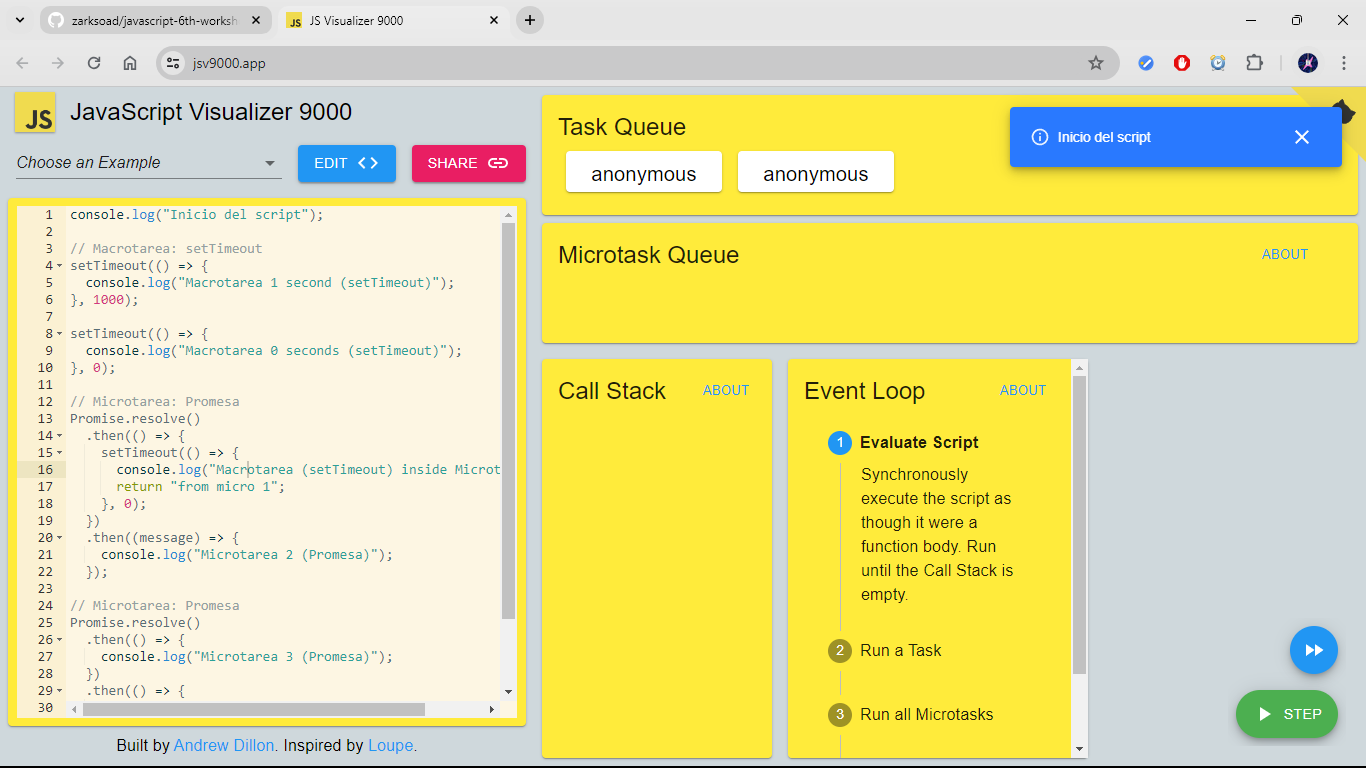 zarksoad/javascript-6th-worksh
JS Visualizer 9000
jsv9000.app
JS
JavaScript Visualizer 9000
Choose an Example
EDIT
SHARE
1 console.log("Inicio del script");
2
3 // Macrotarea: setTimeout
4 setTimeout(() => {
5 console.log("Macrotarea 1 second (setTimeout)");
6 }, 1000);
7
8 setTimeout(() => {
9 console.log("Macrotarea 0 seconds (setTimeout)");
10 }, 0);
11
12 // Microtarea: Promesa
13 Promise.resolve()
14 .then(() => {
15 setTimeout(() => {
16 console.log("Macrotarea (setTimeout) inside Microt
17 return "from micro 1";
18 }, 0);
19 })
20 .then((message) => {
21 console.log("Microtarea 2 (Promesa)");
22 });
23
24 // Microtarea: Promesa
25 Promise.resolve()
26 .then(() => {
27 console.log("Microtarea 3 (Promesa)");
28 })
29 .then(() => {
30
Built by Andrew Dillon. Inspired by Loupe.
Task Queue
anonymous anonymous
Inicio del script
Microtask Queue
ABOUT
Call Stack
ABOUT
Event Loop
ABOUT
1 Evaluate Script
Synchronously
execute the script as
though it were a
function body. Run
until the Call Stack is
empty.
2 Run a Task
3 Run all Microtasks
STEP